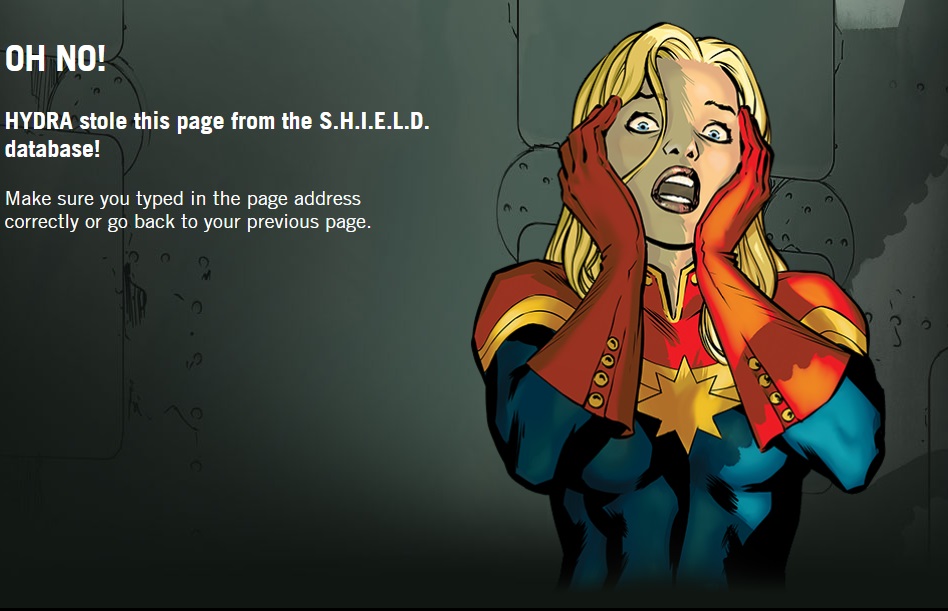 OH NO!
HYDRA stole this page from the S.H.I.E.L.D.
database!
Make sure you typed in the page address
correctly or go back to your previous page.